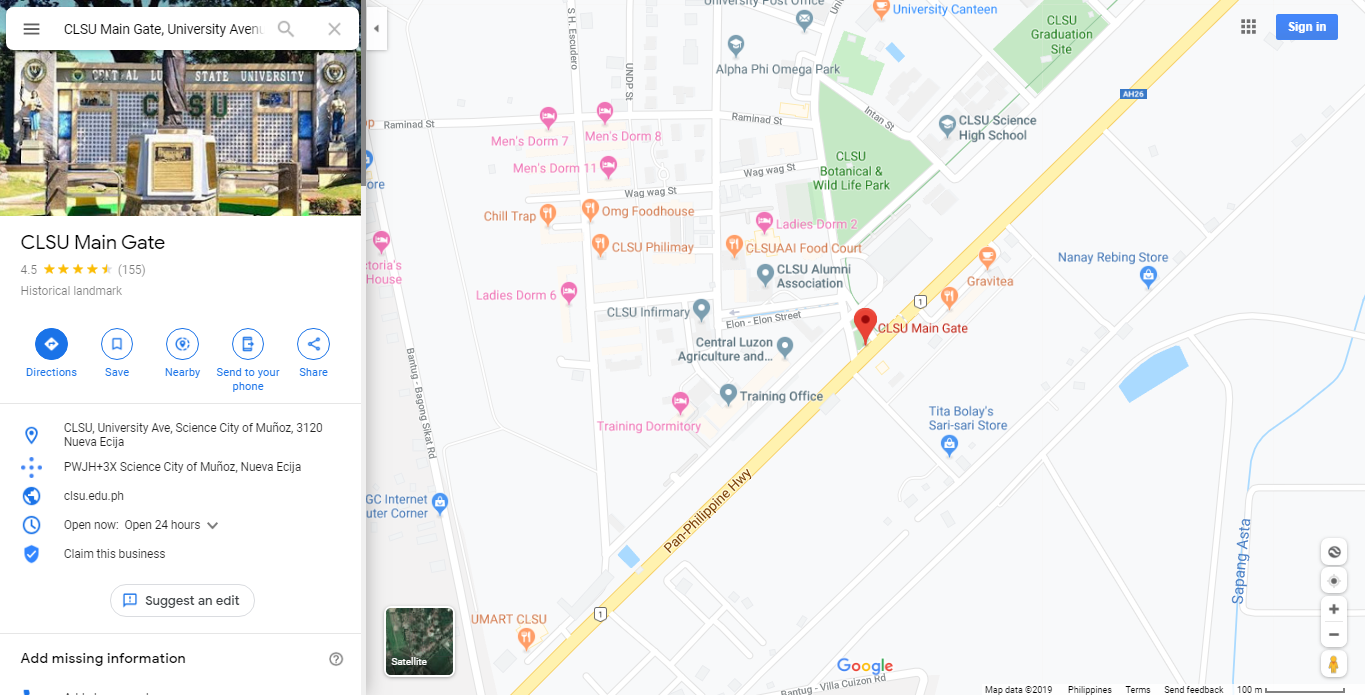 CLSU Main Gate, University Avenu
CENTRAL LUZON STATE UNIVERSITY
CLSU
CLSU Main Gate
4.5 (155)
Historical landmark
Directions
Save
Nearby
Send to your
phone
Share
CLSU, University Ave, Science City of Muñoz, 3120
Nueva Ecija
PWJH+3X Science City of Muñoz, Nueva Ecija
clsu.edu.ph
Open now: Open 24 hours
Claim this business
Suggest an edit
Add missing information
Sign in
University Post Office
University Canteen
CLSU
Graduation
Site
Alpha Phi Omega Park
S H. Escudero
UNDP St
AH26
Raminad St
Men's Dorm 7
Men's Dorm 8
Raminad St
Intan St
CLSU Science
High School
Men's Dorm 11
CLSU
Botanical &
Wild Life Park
Wag wag St
Wag wag St
ore
Chill Trap
Omg Foodhouse
Ladies Dorm 2
CLSU Philimay
CLSUAAI Food Court
toria's
House
CLSU Alumni
Association
Nanay Rebing Store
Gravitea
Ladies Dorm 6
1
CLSU Infirmary
Elon - Elon Street
CLSU Main Gate
Central Luzon
Agriculture and...
Bantug - Bagong Sikat Rd
Training Office
Training Dormitory
Tita Bolay's
Sari-sari Store
GC Internet
uter Corner
Pan-Philippine Hwy
Sapang Asta
1
UMART CLSU
Satellite
Google
Bantug - Villa Cuizon Rd
Map data ©2019 Philippines Terms Send feedback 100 m